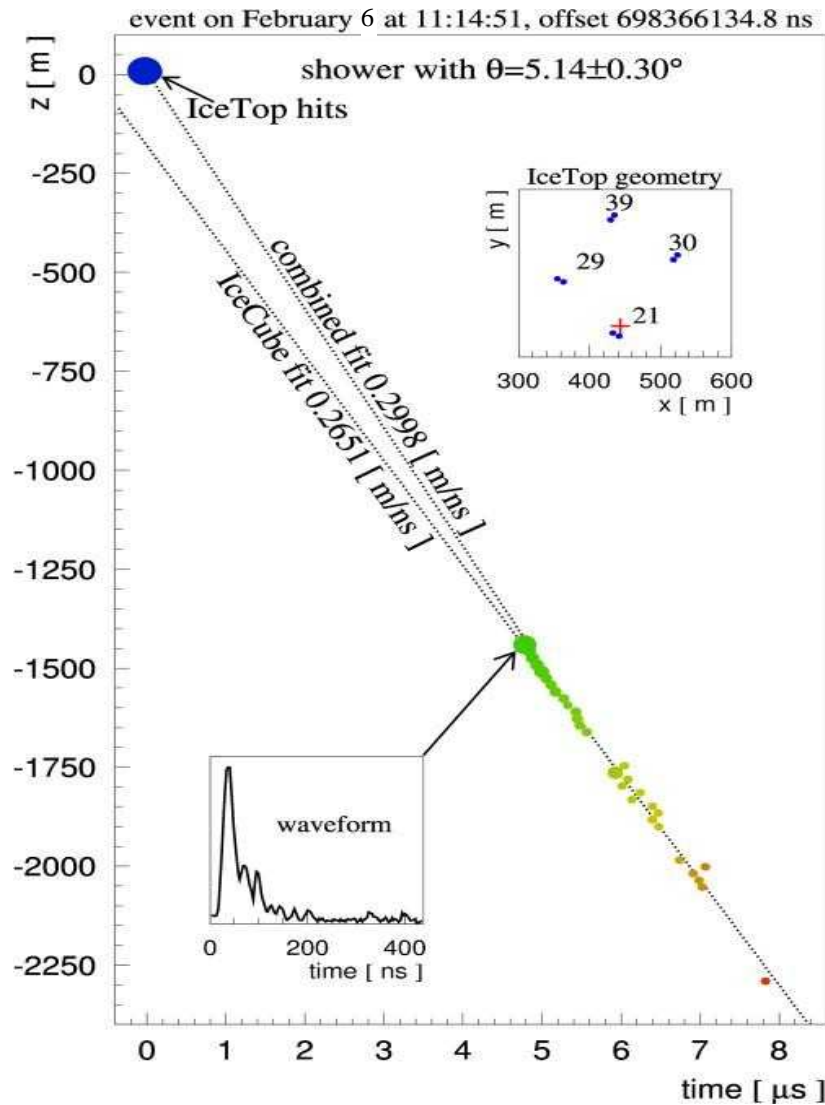 event on February 6 at 11:14:51, offset 698366134.8 ns
shower with θ=5.14±0.30°
IceTop hits
z [ m ]
0
-250
-500
-750
-1000
-1250
-1500
-1750
-2000
-2250
IceTop geometry
y [ m ]
39
30
29
21
300 400 500 600
x [ m ]
combined fit 0.2998 [ m/ns ]
IceCube fit 0.2651 [ m/ns ]
waveform
0 200 400
time [ ns ]
0 1 2 3 4 5 6 7 8
time [ μs ]